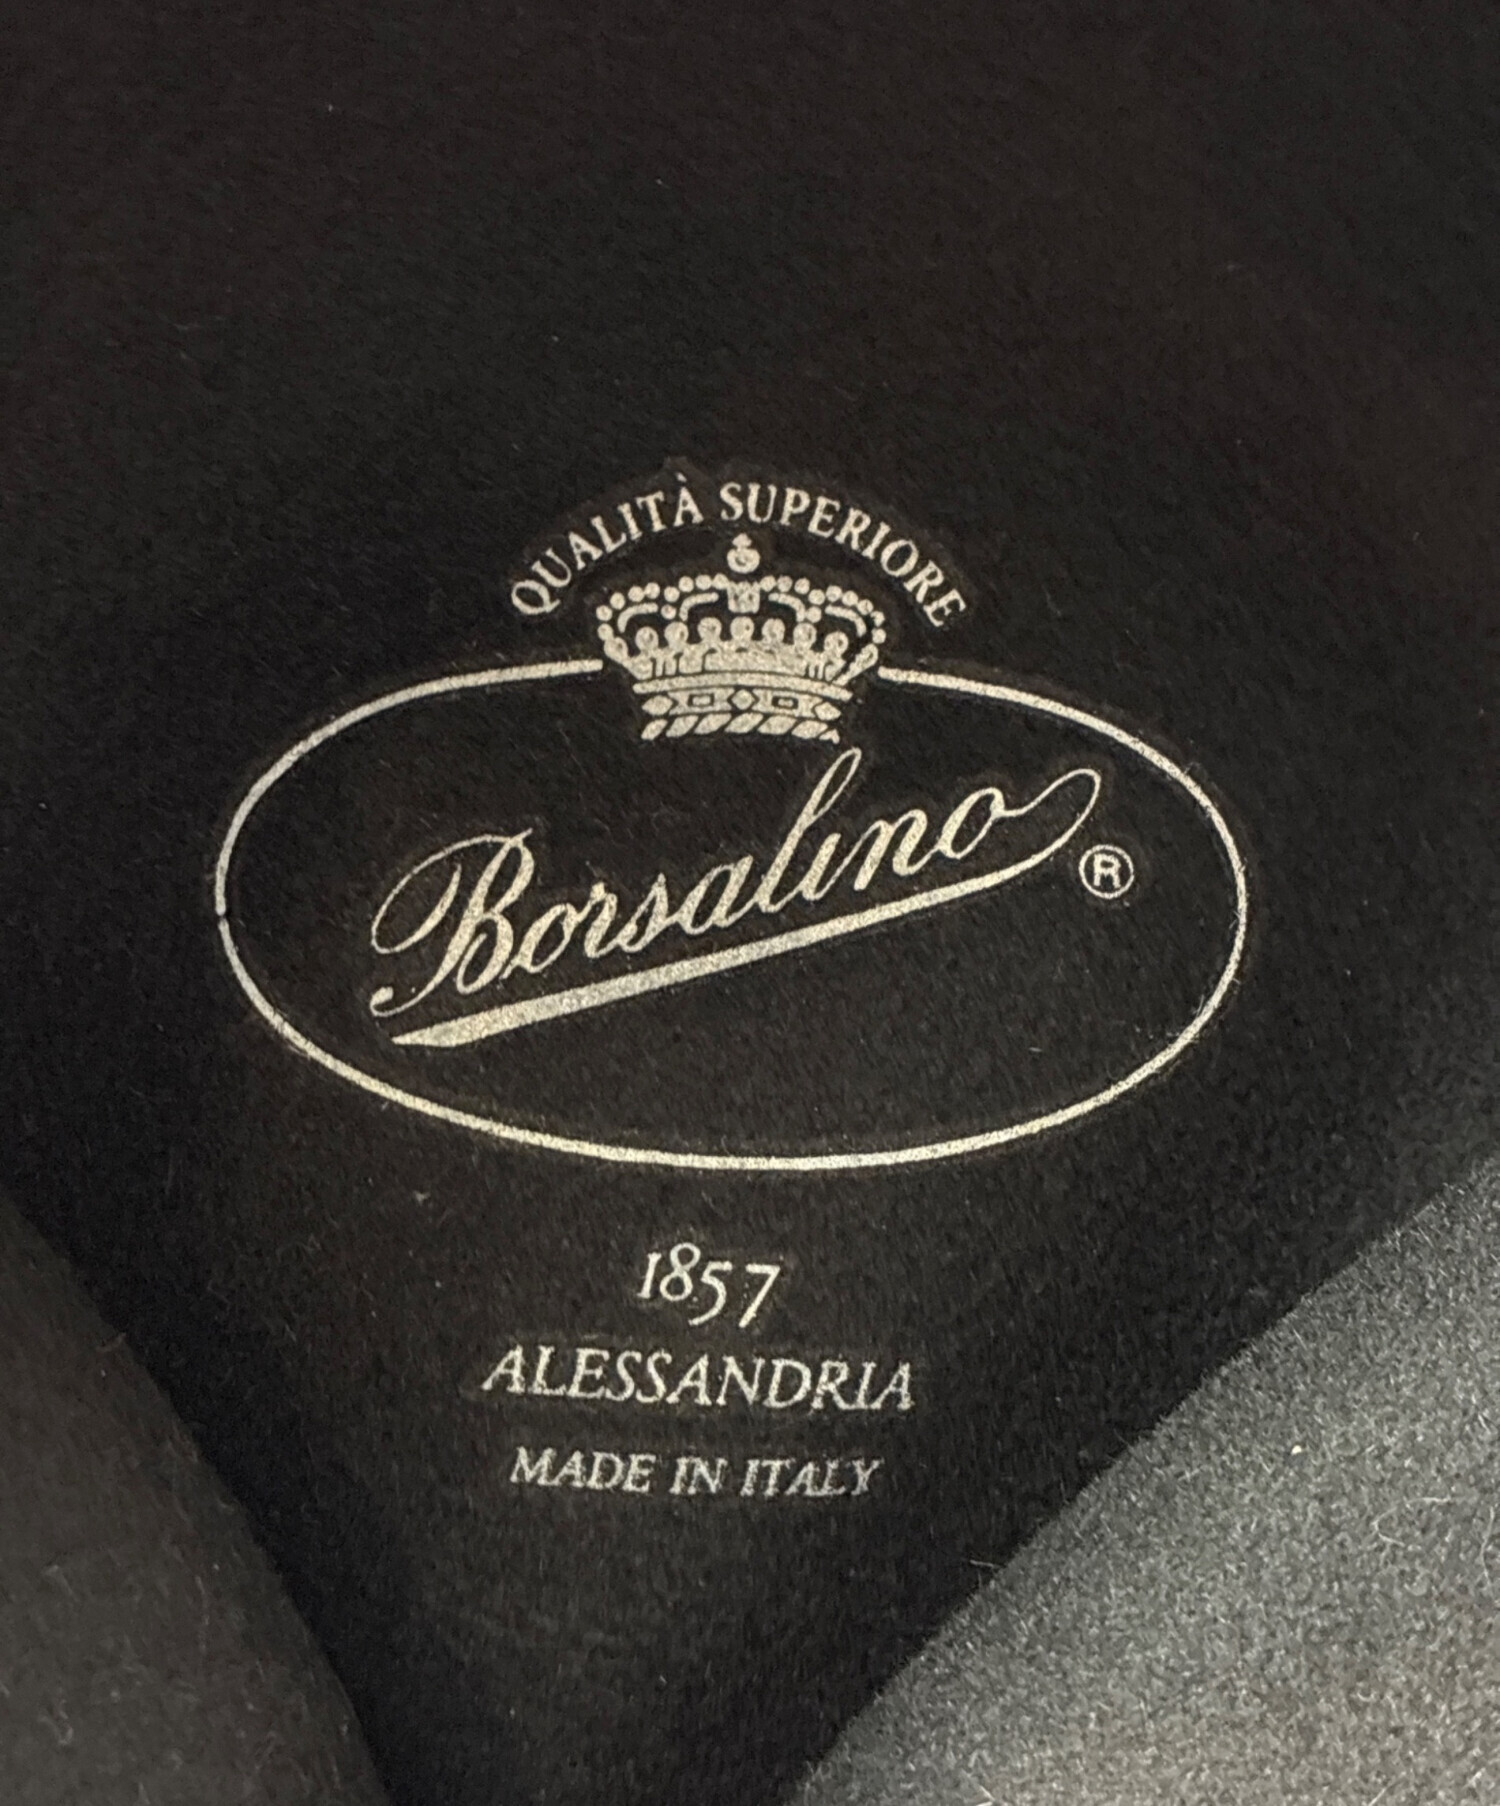 QUALITÀ SUPERIORE
Borsalino ®
1857
ALESSANDRIA
MADE IN ITALY